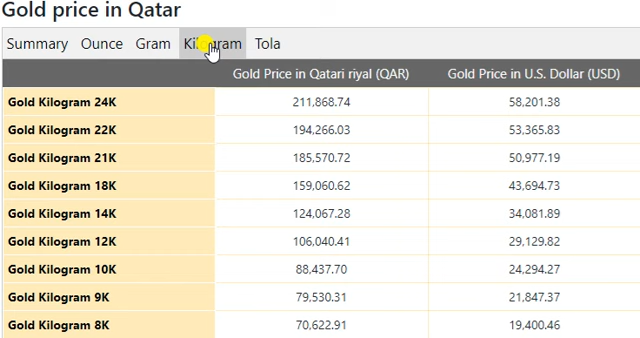 Gold price in Qatar
Summary Ounce Gram Kilogram Tola
Gold Price in Qatari riyal (QAR) Gold Price in U.S. Dollar (USD)
Gold Kilogram 24K 211,868.74 58,201.38
Gold Kilogram 22K 194,266.03 53,365.83
Gold Kilogram 21K 185,570.72 50,977.19
Gold Kilogram 18K 159,060.62 43,694.73
Gold Kilogram 14K 124,067.28 34,081.89
Gold Kilogram 12K 106,040.41 29,129.82
Gold Kilogram 10K 88,437.70 24,294.27
Gold Kilogram 9K 79,530.31 21,847.37
Gold Kilogram 8K 70,622.91 19,400.46